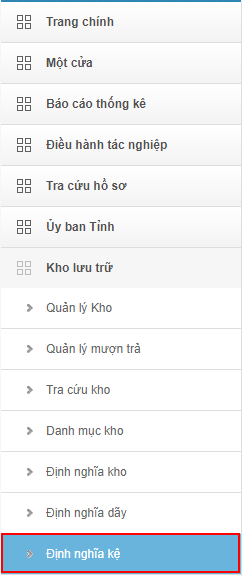 Trang chính
Một cửa
Báo cáo thống kê
Điều hành tác nghiệp
Tra cứu hồ sơ
Ủy ban Tỉnh
Kho lưu trữ
Quản lý Kho
Quản lý mượn trả
Tra cứu kho
Danh mục kho
Định nghĩa kho
Định nghĩa dãy
Định nghĩa kệ